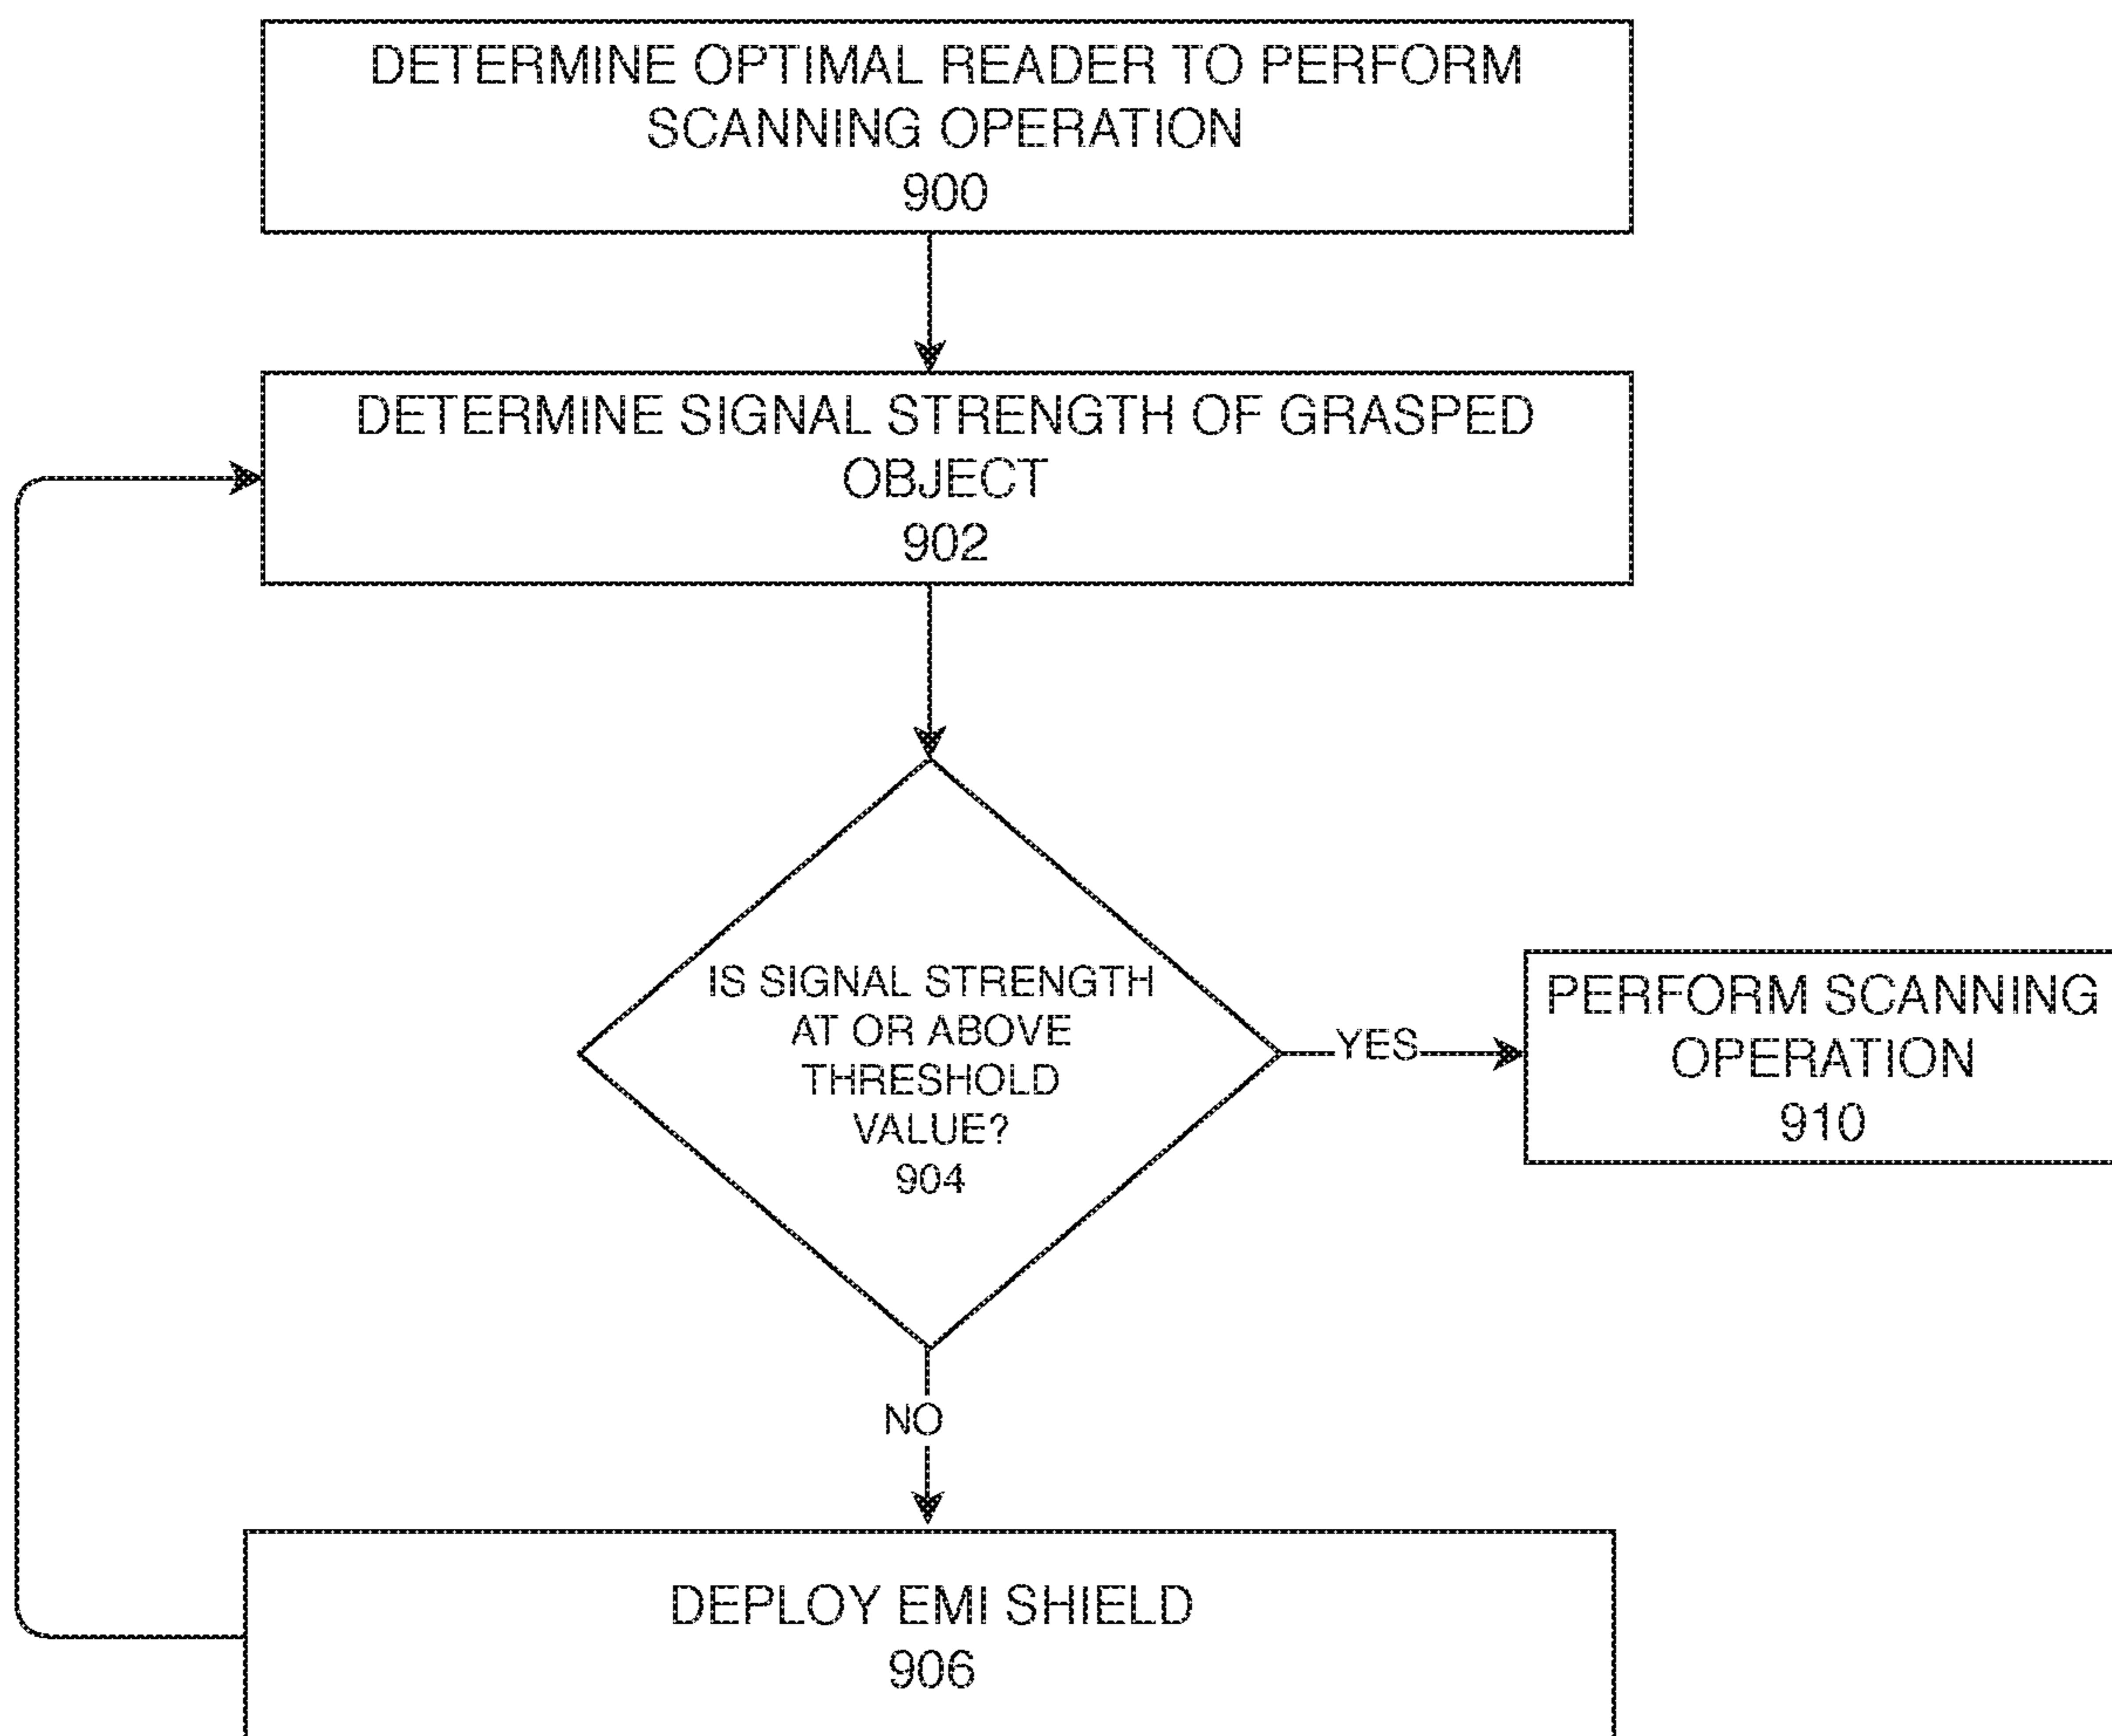 DETERMINE OPTIMAL READER TO PERFORM
SCANNING OPERATION
900
DETERMINE SIGNAL STRENGTH OF GRASPED
OBJECT
902
IS SIGNAL STRENGTH
AT OR ABOVE
THRESHOLD
VALUE?
904
YES
PERFORM SCANNING
OPERATION
910
NO
DEPLOY EMI SHIELD
906